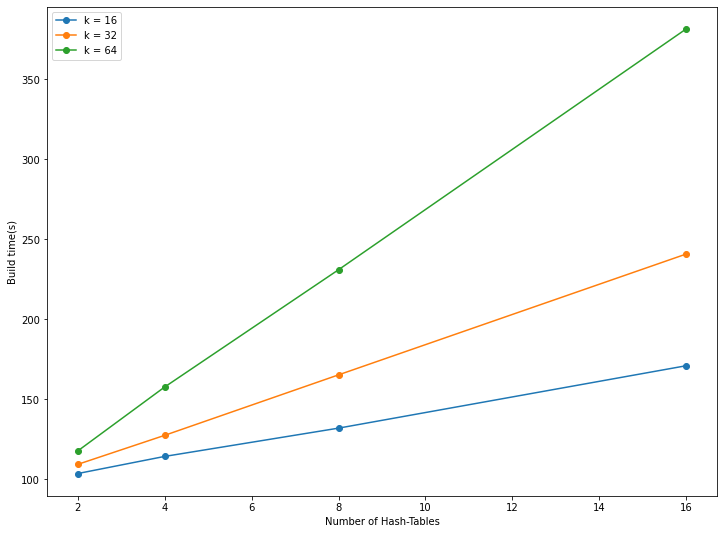 k = 16
k = 32
k = 64
350
300
250
200
150
100
Build time(s)
2 4 6 8 10 12 14 16
Number of Hash-Tables